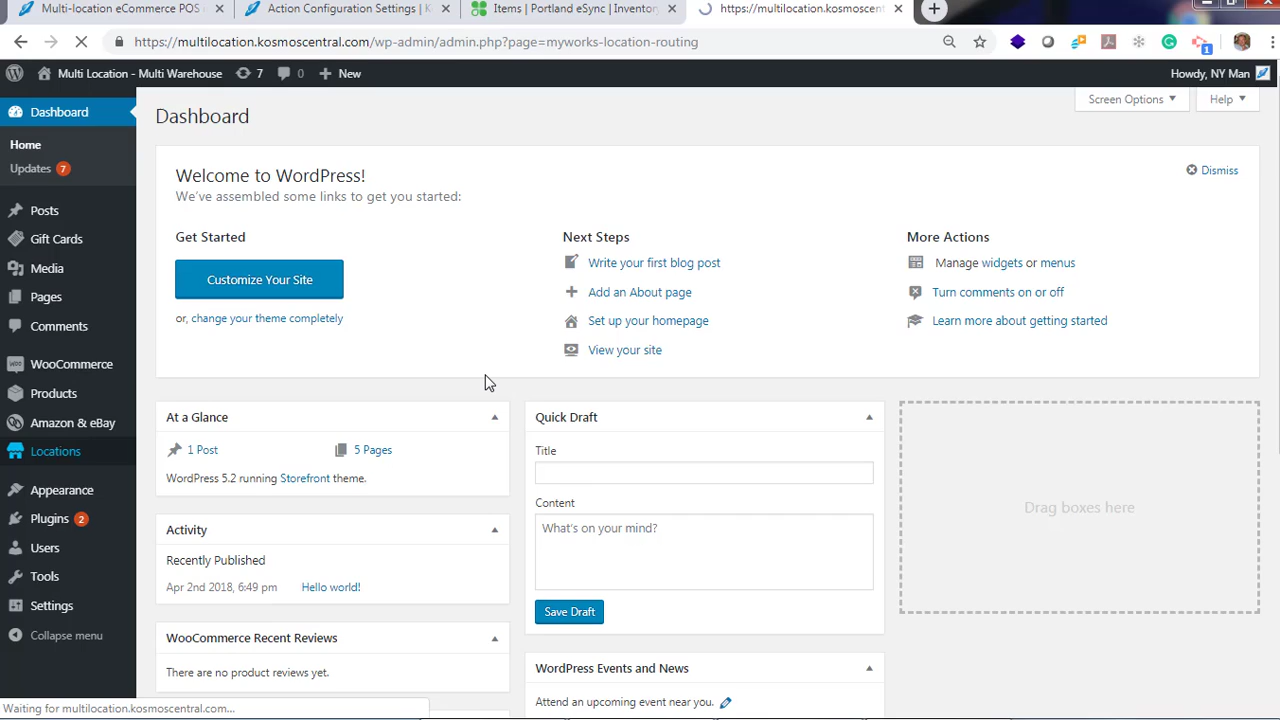 Multi-location eCommerce POS
Action Configuration Settings | K
Items | Portland eSync | Inventor
https://multilocation.kosmoscen
https://multilocation.kosmoscentral.com/wp-admin/admin.php?page=myworks-location-routing
Multi Location - Multi Warehouse
7
0
New
Howdy, NY Man
Dashboard
Home
Updates 7
Posts
Gift Cards
Media
Pages
Comments
WooCommerce
Products
Amazon & eBay
Locations
Appearance
Plugins 2
Users
Tools
Settings
Collapse menu
Dashboard
Screen Options
Help
Welcome to WordPress!
Dismiss
We've assembled some links to get you started:
Get Started
Customize Your Site
or, change your theme completely
Next Steps
Write your first blog post
Add an About page
Set up your homepage
View your site
More Actions
Manage widgets or menus
Turn comments on or off
Learn more about getting started
At a Glance
1 Post
5 Pages
WordPress 5.2 running Storefront theme.
Activity
Recently Published
Apr 2nd 2018, 6:49 pm
Hello world!
WooCommerce Recent Reviews
There are no product reviews yet.
Quick Draft
Title
Content
What's on your mind?
Save Draft
WordPress Events and News
Attend an upcoming event near you.
Drag boxes here
Waiting for multilocation.kosmoscentral.com...